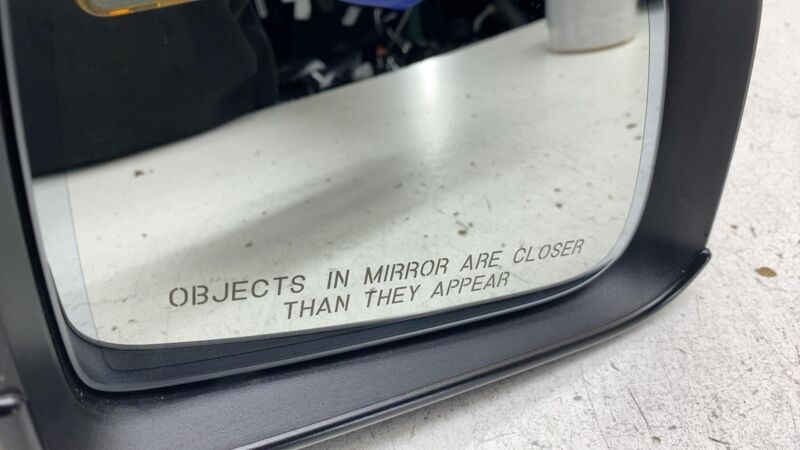 OBJECTS IN MIRROR ARE CLOSER
THAN THEY APPEAR